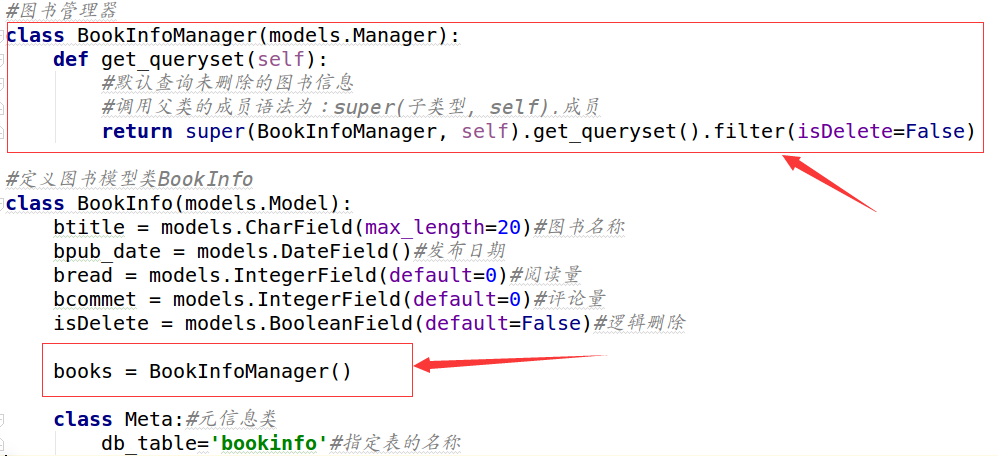 #图书管理器
class BookInfoManager(models.Manager):
    def get_queryset(self):
        #默认查询未删除的图书信息
        #调用父类的成员语法为：super(子类型, self).成员
        return super(BookInfoManager, self).get_queryset().filter(isDelete=False)
#定义图书模型类BookInfo
class BookInfo(models.Model):
    btitle = models.CharField(max_length=20)#图书名称
    bpub_date = models.DateField()#发布日期
    bread = models.IntegerField(default=0)#阅读量
    bcommet = models.IntegerField(default=0)#评论量
    isDelete = models.BooleanField(default=False)#逻辑删除
    books = BookInfoManager()
    class Meta:#元信息类
        db_table='bookinfo'#指定表的名称